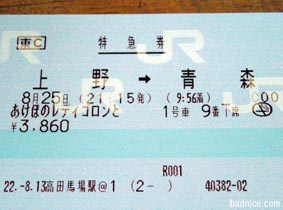 東C 特急券
上野 → 青森
8月25日 (21:15発) (9:56着) C00
あけぼのレディゴロンと 1号車 9番下席
¥3,860
R001
22.-8.13高田馬場駅@1 (2-) 40382-02
badnice.com